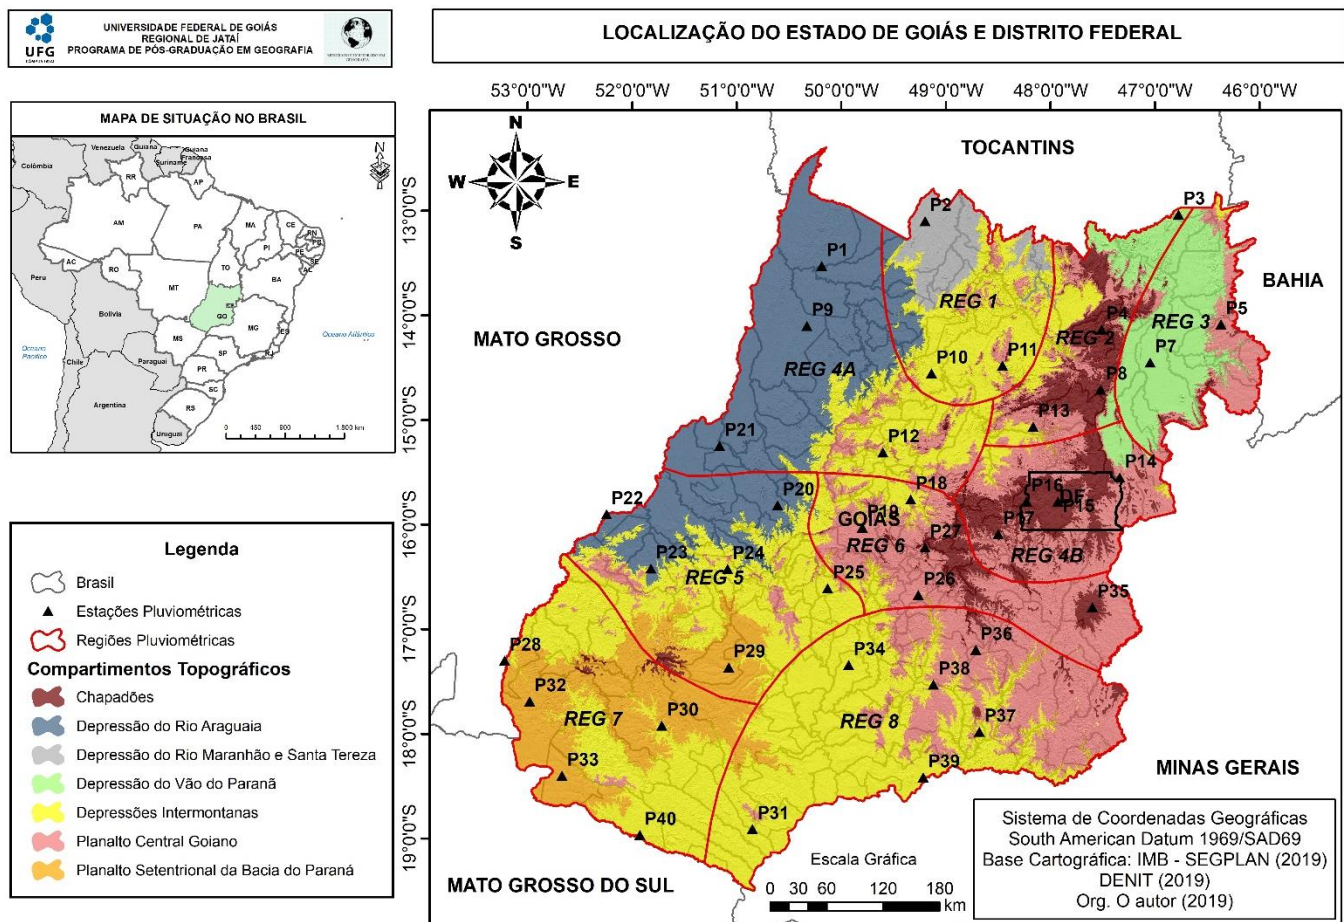 UFG
UNIVERSIDADE FEDERAL DE GOIÁS
REGIONAL DE JATAÍ
PROGRAMA DE PÓS-GRADUAÇÃO EM GEOGRAFIA
LOCALIZAÇÃO DO ESTADO DE GOIÁS E DISTRITO FEDERAL
MAPA DE SITUAÇÃO NO BRASIL
Venezuela
Guiana
Guiana
Francesa
Suriname
Colômbia
N
RR
AP
AM
PA
MA
CE
RN
PB
PI
PE
AL
SE
AC
RO
TO
BA
Peru
MT
EF
GO
Bolívia
MG
ES
MS
Oceano Atlântico
Oceano
Pacífico
SP
RJ
Paraguai
Chile
PR
SC
Argentina
RS
Uruguai
0 450 900 1.800 km
Legenda
Brasil
Estações Pluviométricas
Regiões Pluviométricas
Compartimentos Topográficos
Chapadões
Depressão do Rio Araguaia
Depressão do Rio Maranhão e Santa Tereza
Depressão do Vão do Paranã
Depressões Intermontanas
Planalto Central Goiano
Planalto Setentrional da Bacia do Paraná
53°0'0"W 52°0'0"W 51°0'0"W 50°0'0"W 49°0'0"W 48°0'0"W 47°0'0"W 46°0'0"W
13°0'0"S
14°0'0"S
15°0'0"S
16°0'0"S
17°0'0"S
18°0'0"S
19°0'0"S
N
W E
S
TOCANTINS
BAHIA
MATO GROSSO
MINAS GERAIS
MATO GROSSO DO SUL
P3
P2
P1
P5
REG 1
P9
P4
REG 3
REG 2
P7
REG 4A
P10
P11
P8
P13
P12
P21
P14
P18
P16
DF
P15
P20
P22
P19
GOIÁS
P17
P27
REG 6
REG 4B
P23
P24
REG 5
P25
P26
P35
P36
P28
P29
P34
P38
P32
P30
REG 7
REG 8
P37
P33
P39
P40
P31
Escala Gráfica
0 30 60 120 180
km
Sistema de Coordenadas Geográficas
South American Datum 1969/SAD69
Base Cartográfica: IMB - SEGPLAN (2019)
DENIT (2019)
Org. O autor (2019)